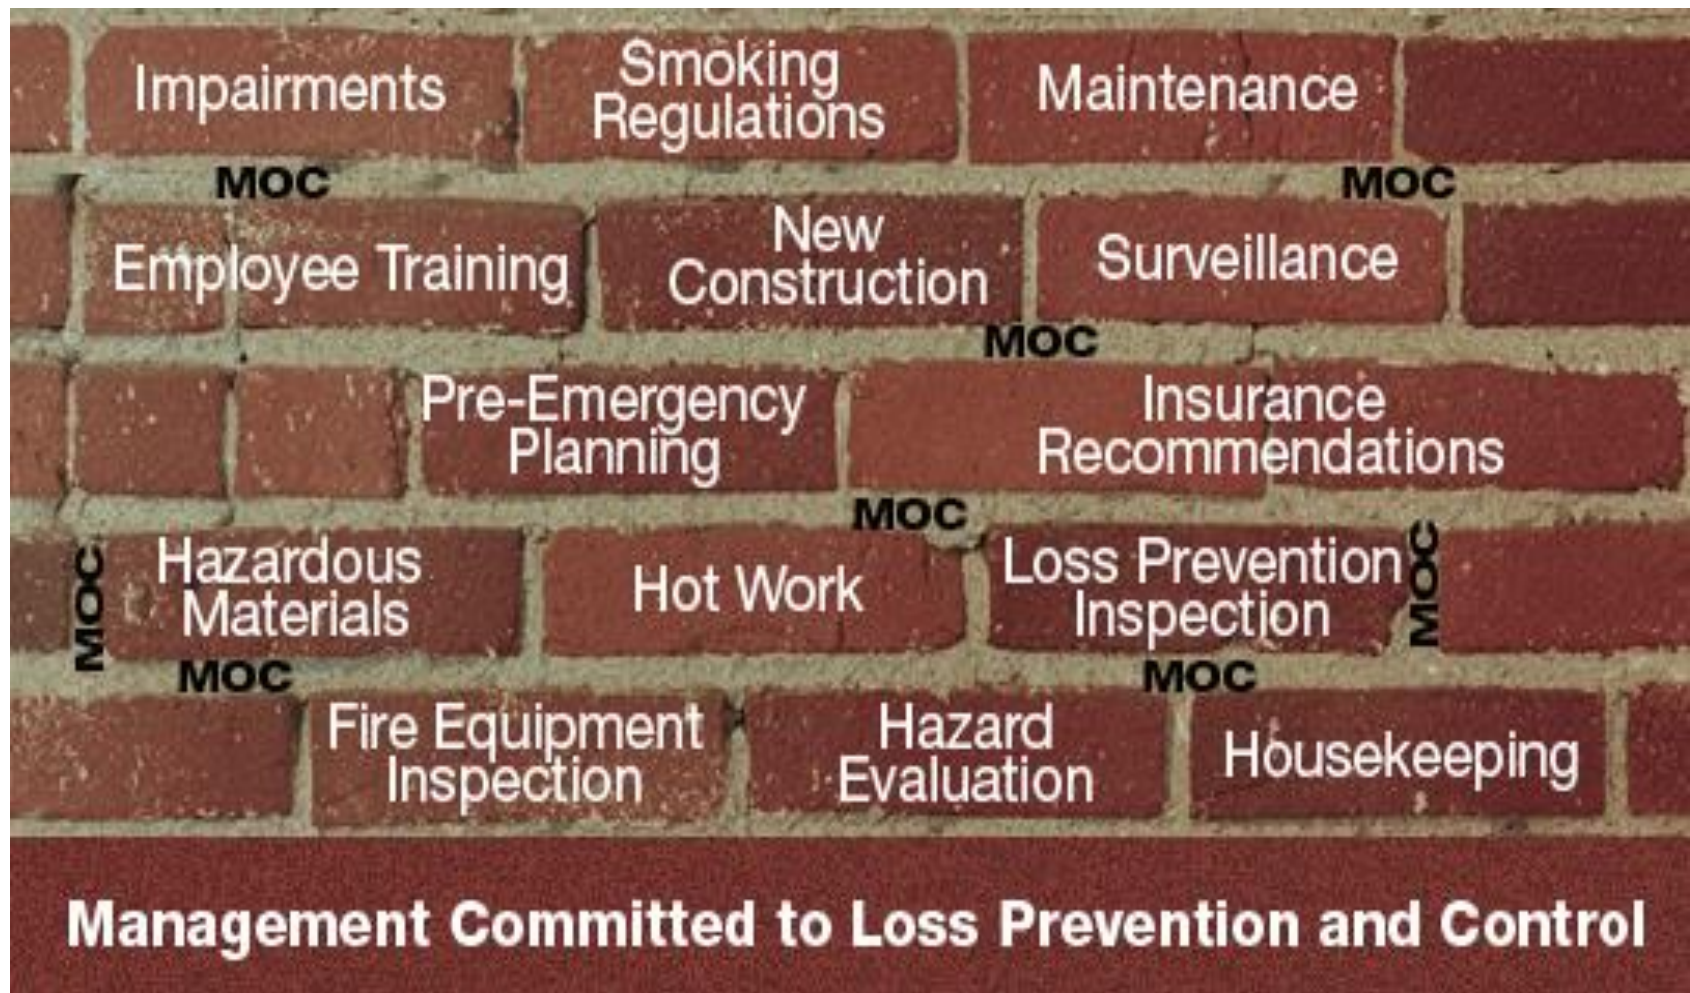 Impairments
Smoking
Regulations
Maintenance
MOC
MOC
Employee Training
New
Construction
Surveillance
MOC
Pre-Emergency
Planning
Insurance
Recommendations
MOC
MOC
Hazardous
Materials
Hot Work
Loss Prevention
Inspection
MOC
MOC
MOC
Fire Equipment
Inspection
Hazard
Evaluation
Housekeeping
Management Committed to Loss Prevention and Control